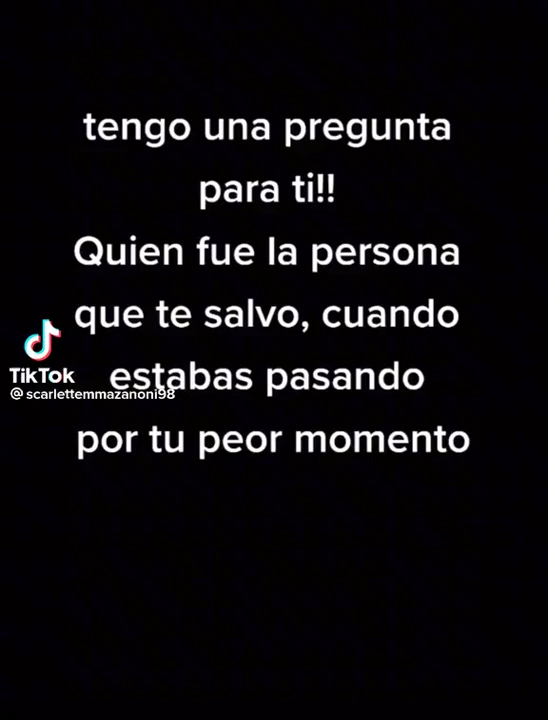 tengo una pregunta
para ti!!
Quien fue la persona
que te salvo, cuando
estabas pasando
por tu peor momento
TikTok
@scarlettemmazanoni98